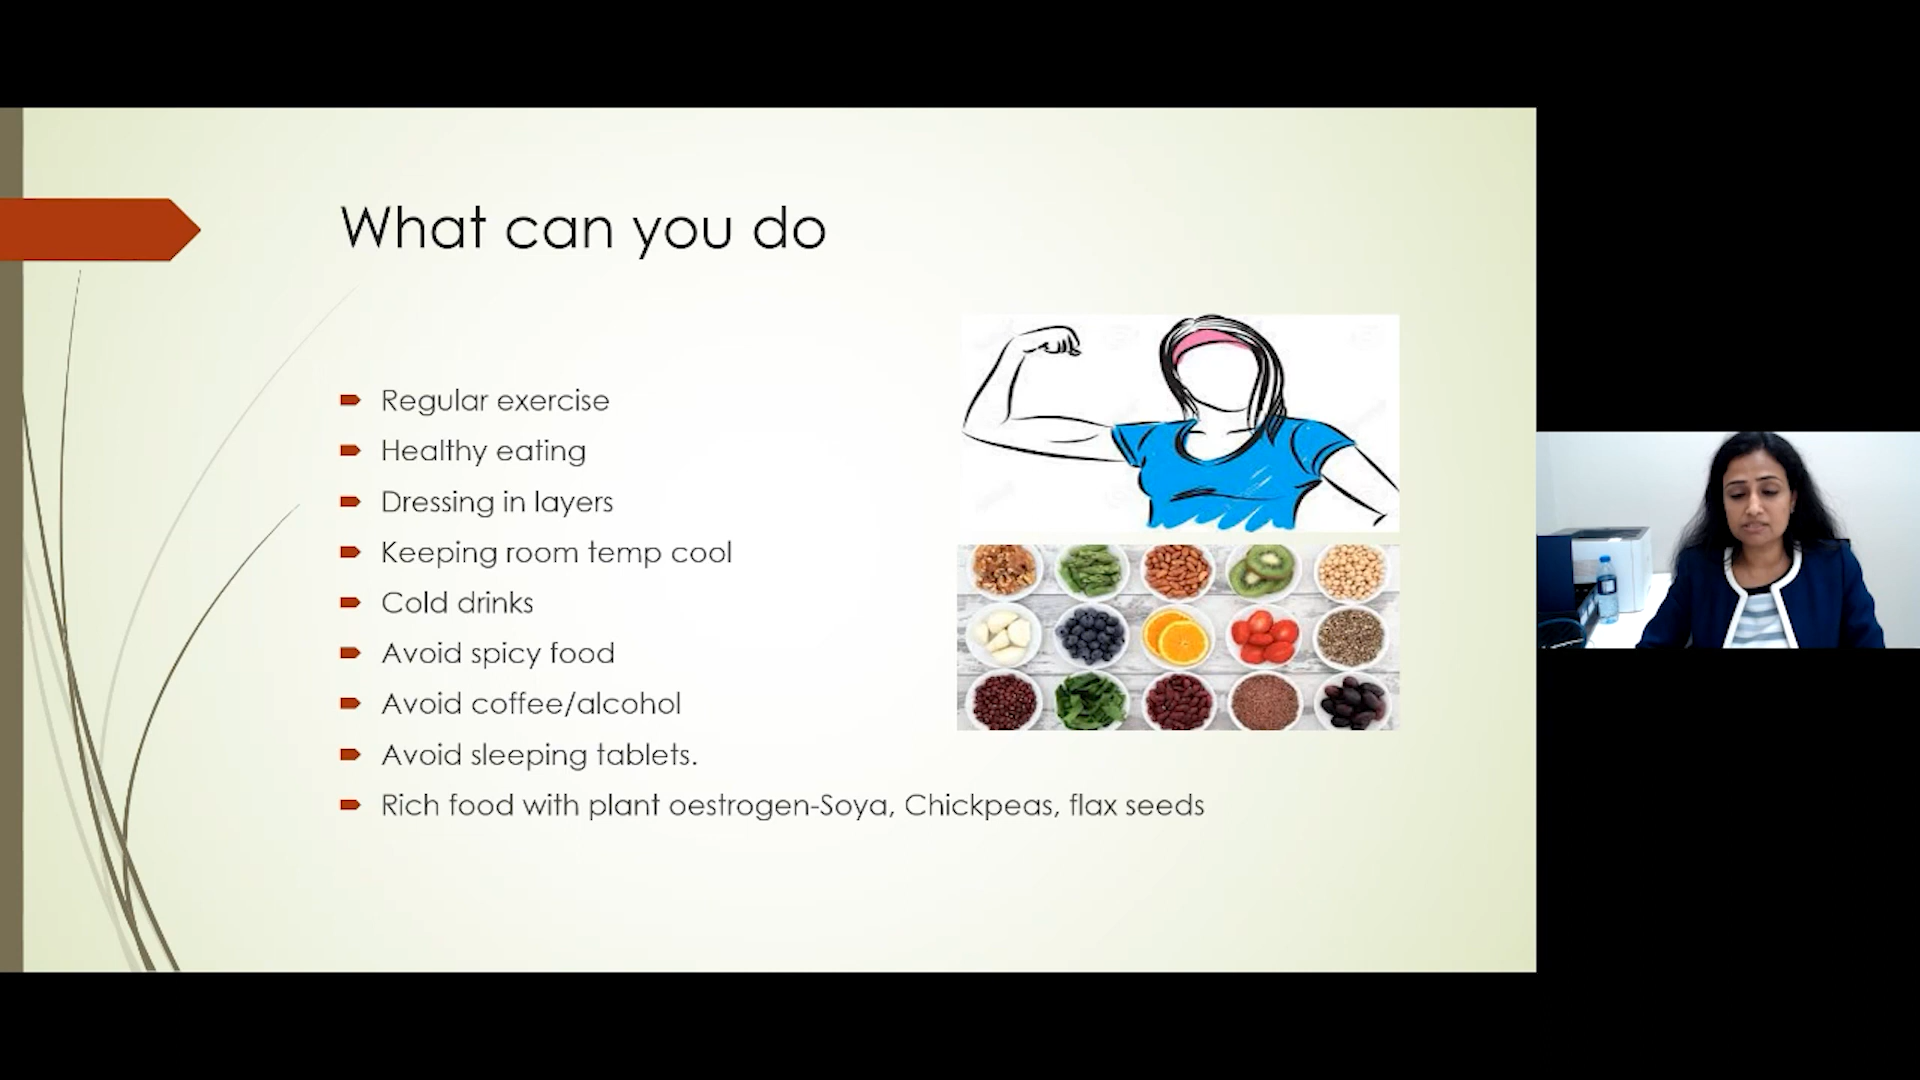 What can you do
Regular exercise
Healthy eating
Dressing in layers
Keeping room temp cool
Cold drinks
Avoid spicy food
Avoid coffee/alcohol
Avoid sleeping tablets.
Rich food with plant oestrogen-Soya, Chickpeas, flax seeds